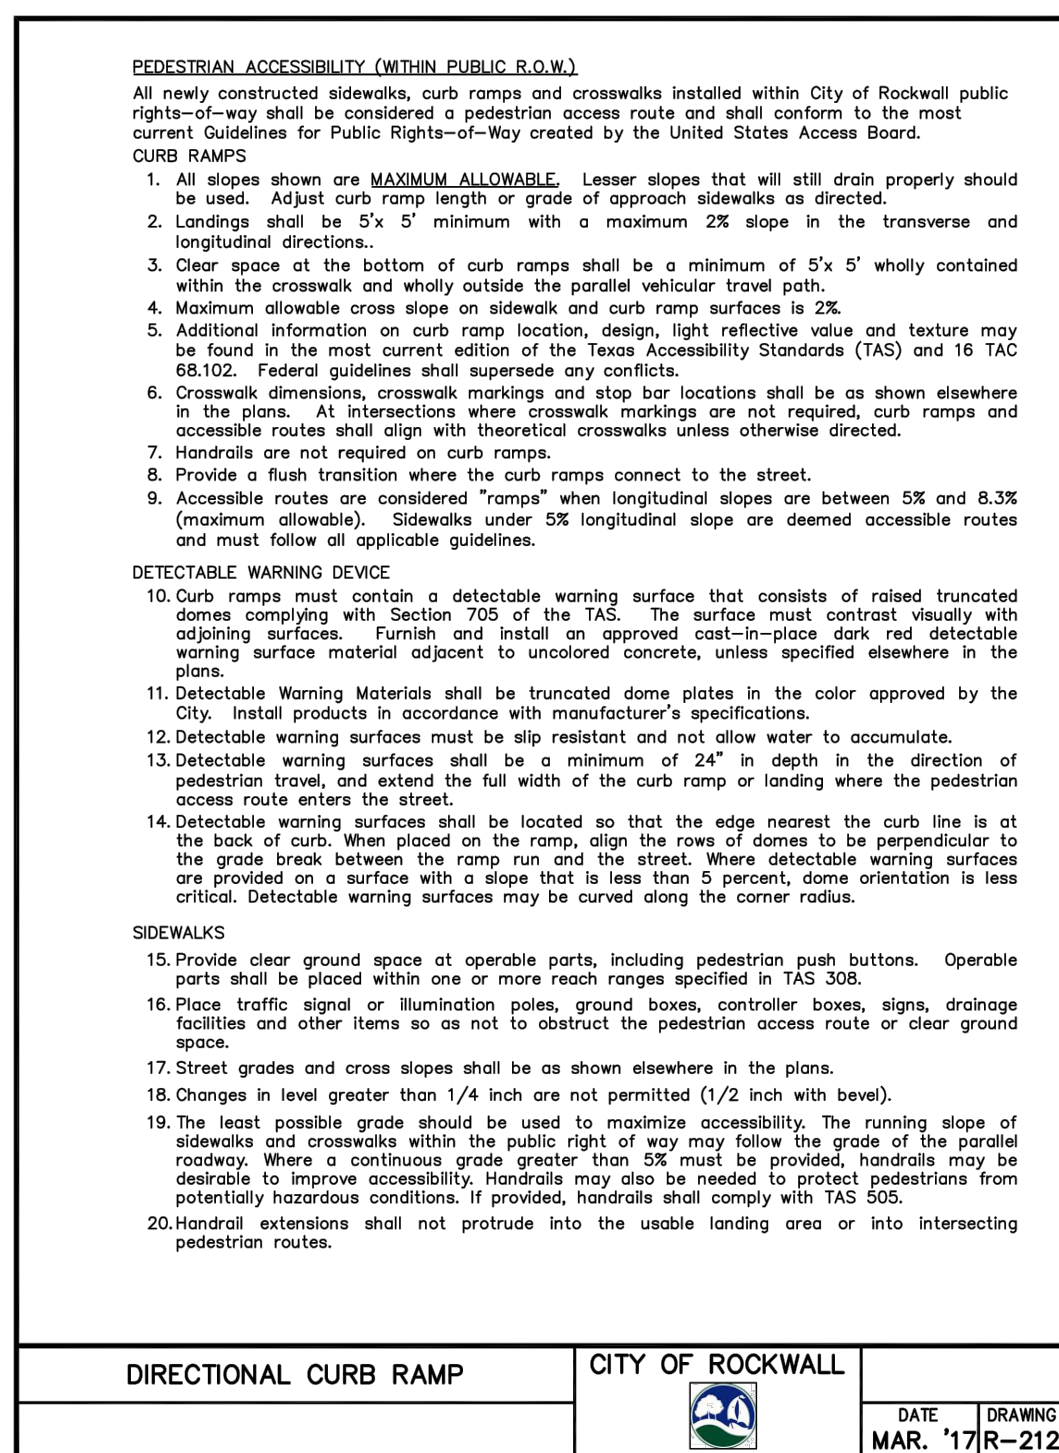 PEDESTRIAN ACCESSIBILITY (WITHIN PUBLIC R.O.W.)
All newly constructed sidewalks, curb ramps and crosswalks installed within City of Rockwall public
rights-of-way shall be considered a pedestrian access route and shall conform to the most
current Guidelines for Public Rights-of-Way created by the United States Access Board.
CURB RAMPS
1. All slopes shown are MAXIMUM ALLOWABLE. Lesser slopes that will still drain properly should
be used. Adjust curb ramp length or grade of approach sidewalks as directed.
2. Landings shall be 5'x 5' minimum with a maximum 2% slope in the transverse and
longitudinal directions..
3. Clear space at the bottom of curb ramps shall be a minimum of 5'x 5' wholly contained
within the crosswalk and wholly outside the parallel vehicular travel path.
4. Maximum allowable cross slope on sidewalk and curb ramp surfaces is 2%.
5. Additional information on curb ramp location, design, light reflective value and texture may
be found in the most current edition of the Texas Accessibility Standards (TAS) and 16 TAC
68.102. Federal guidelines shall supersede any conflicts.
6. Crosswalk dimensions, crosswalk markings and stop bar locations shall be as shown elsewhere
in the plans. At intersections where crosswalk markings are not required, curb ramps and
accessible routes shall align with theoretical crosswalks unless otherwise directed.
7. Handrails are not required on curb ramps.
8. Provide a flush transition where the curb ramps connect to the street.
9. Accessible routes are considered "ramps" when longitudinal slopes are between 5% and 8.3%
(maximum allowable). Sidewalks under 5% longitudinal slope are deemed accessible routes
and must follow all applicable guidelines.
DETECTABLE WARNING DEVICE
10. Curb ramps must contain a detectable warning surface that consists of raised truncated
domes complying with Section 705 of the TAS. The surface must contrast visually with
adjoining surfaces. Furnish and install an approved cast-in-place dark red detectable
warning surface material adjacent to uncolored concrete, unless specified elsewhere in the
plans.
11. Detectable Warning Materials shall be truncated dome plates in the color approved by the
City. Install products in accordance with manufacturer's specifications.
12. Detectable warning surfaces must be slip resistant and not allow water to accumulate.
13. Detectable warning surfaces shall be a minimum of 24" in depth in the direction of
pedestrian travel, and extend the full width of the curb ramp or landing where the pedestrian
access route enters the street.
14. Detectable warning surfaces shall be located so that the edge nearest the curb line is at
the back of curb. When placed on the ramp, align the rows of domes to be perpendicular to
the grade break between the ramp run and the street. Where detectable warning surfaces
are provided on a surface with a slope that is less than 5 percent, dome orientation is less
critical. Detectable warning surfaces may be curved along the corner radius.
SIDEWALKS
15. Provide clear ground space at operable parts, including pedestrian push buttons. Operable
parts shall be placed within one or more reach ranges specified in TAS 308.
16. Place traffic signal or illumination poles, ground boxes, controller boxes, signs, drainage
facilities and other items so as not to obstruct the pedestrian access route or clear ground
space.
17. Street grades and cross slopes shall be as shown elsewhere in the plans.
18. Changes in level greater than 1/4 inch are not permitted (1/2 inch with bevel).
19. The least possible grade should be used to maximize accessibility. The running slope of
sidewalks and crosswalks within the public right of way may follow the grade of the parallel
roadway. Where a continuous grade greater than 5% must be provided, handrails may be
desirable to improve accessibility. Handrails may also be needed to protect pedestrians from
potentially hazardous conditions. If provided, handrails shall comply with TAS 505.
20. Handrail extensions shall not protrude into the usable landing area or into intersecting
pedestrian routes.
DIRECTIONAL CURB RAMP
CITY OF ROCKWALL
DATE
MAR. '17
DRAWING
R-212